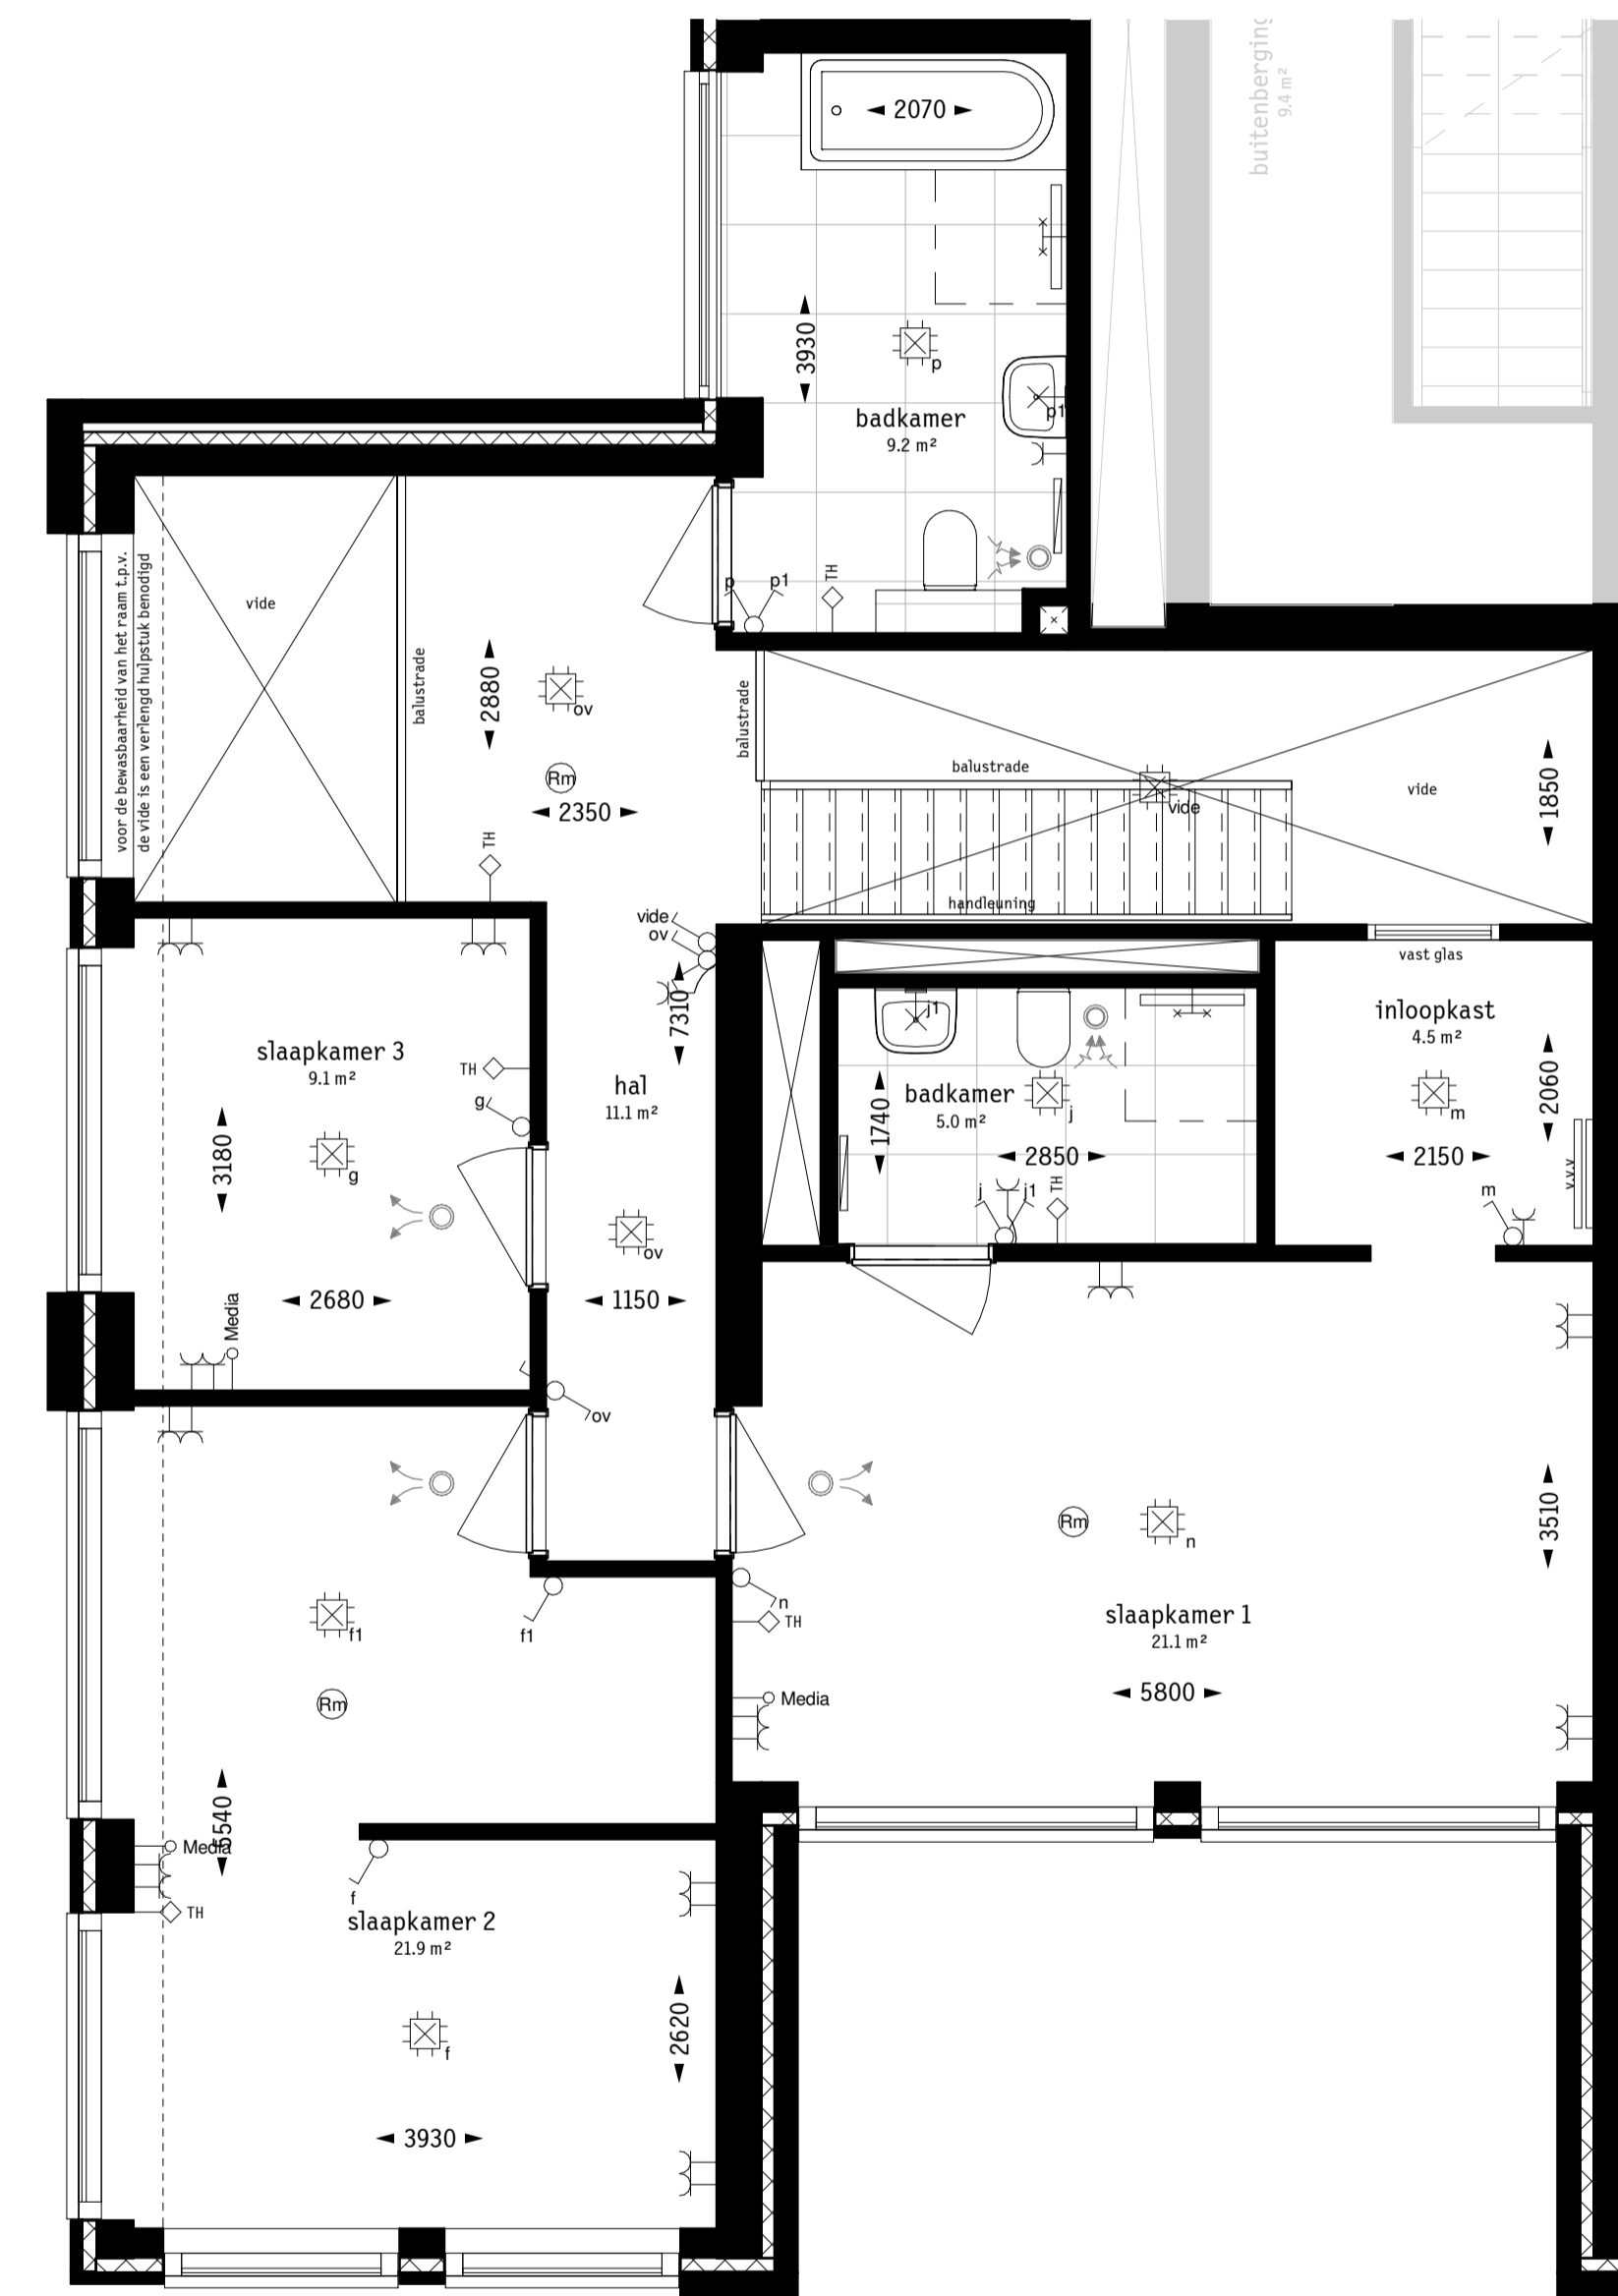 buitenberging
9.4 m²
2070
3930
p
badkamer
9.2 m²
p1
p
p1
TH
voor de bewasbaarheid van het raam t.p.v.
de vide is een verlengd hulpstuk benodigd
vide
balustrade
2880
ov
Rm
2350
TH
balustrade
balustrade
vide
vide
1850
handleuning
vide
ov
7310
vast glas
inloopkast
4.5 m²
m
2060
2150
m
v.v.v
slaapkamer 3
9.1 m²
TH
g
3180
g
2680
Media
hal
11.1 m²
ov
1150
ov
j1
badkamer
5.0 m²
j
1740
2850
j
j1
TH
Rm
n
3510
n
TH
slaapkamer 1
21.1 m²
5800
Media
f1
f1
Rm
5540
Media
TH
f
slaapkamer 2
21.9 m²
f
2620
3930